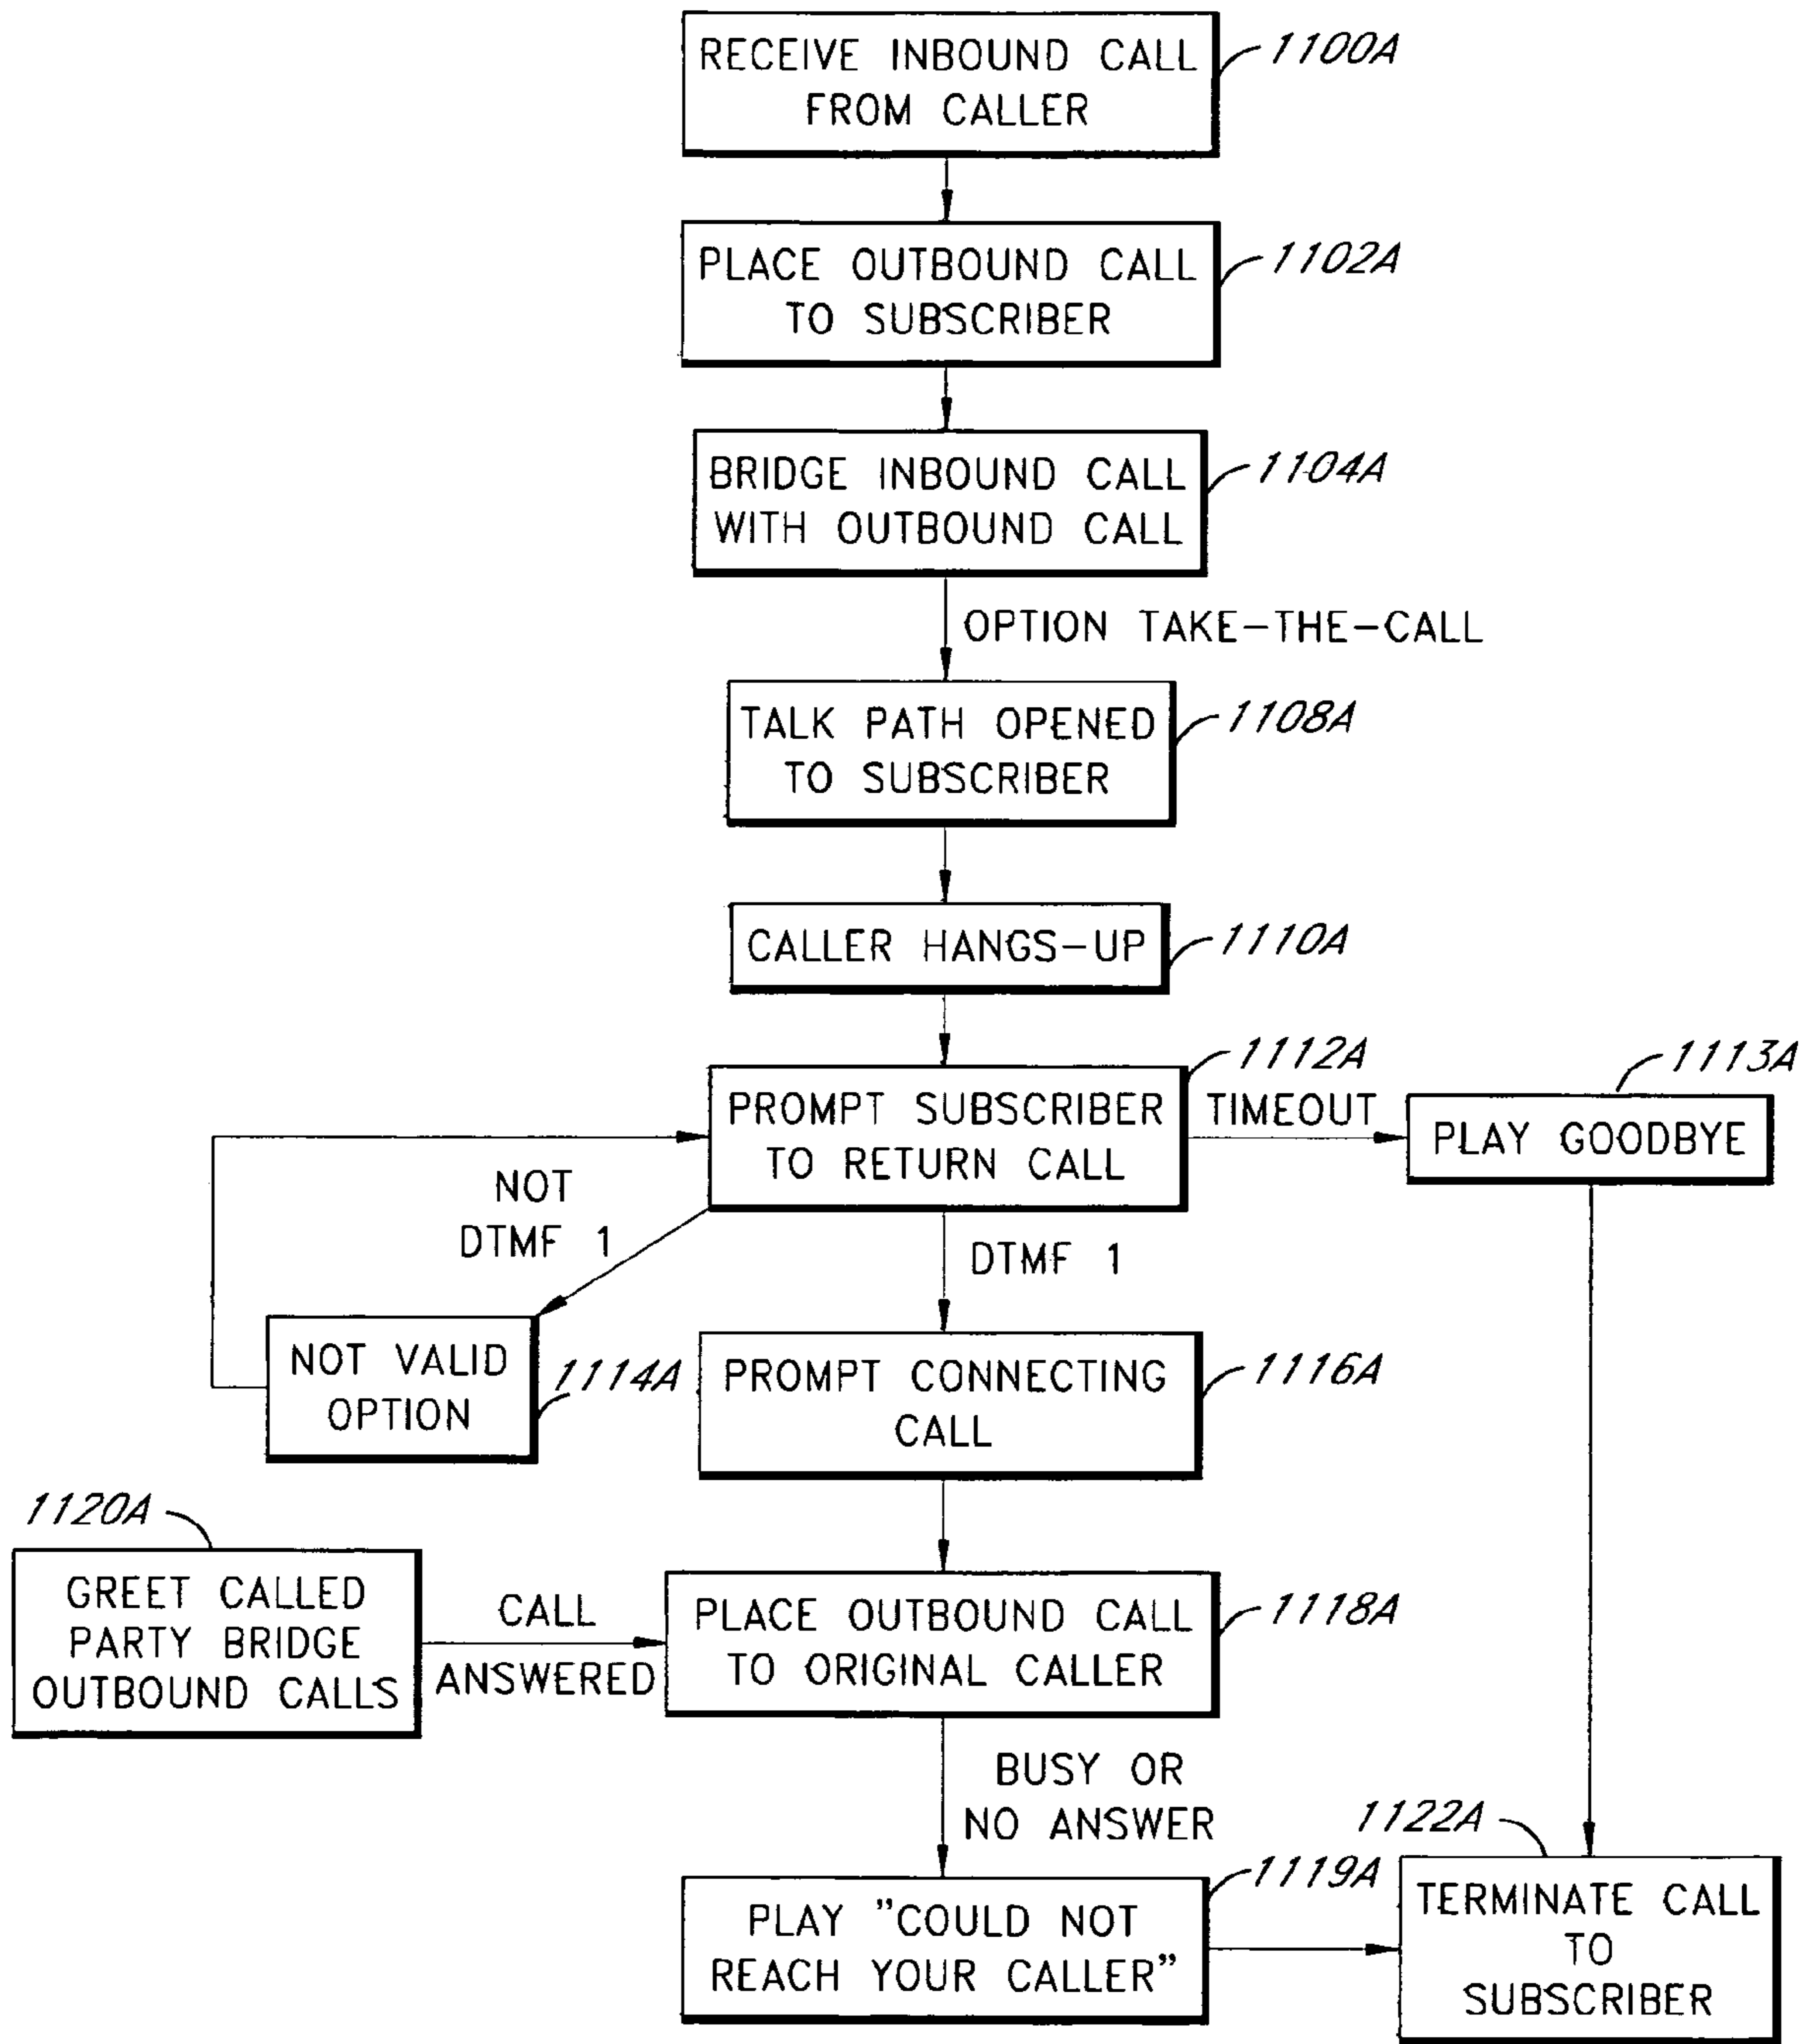 RECEIVE INBOUND CALL
FROM CALLER
1100A
PLACE OUTBOUND CALL
TO SUBSCRIBER
1102A
BRIDGE INBOUND CALL
WITH OUTBOUND CALL
1104A
OPTION TAKE-THE-CALL
TALK PATH OPENED
TO SUBSCRIBER
1108A
CALLER HANGS-UP
1110A
PROMPT SUBSCRIBER
TO RETURN CALL
1112A
TIMEOUT
1113A
PLAY GOODBYE
NOT
DTMF 1
DTMF 1
NOT VALID
OPTION
1114A
PROMPT CONNECTING
CALL
1116A
1120A
GREET CALLED
PARTY BRIDGE
OUTBOUND CALLS
CALL
ANSWERED
PLACE OUTBOUND CALL
TO ORIGINAL CALLER
1118A
BUSY OR
NO ANSWER
PLAY "COULD NOT
REACH YOUR CALLER"
1119A
1122A
TERMINATE CALL
TO
SUBSCRIBER